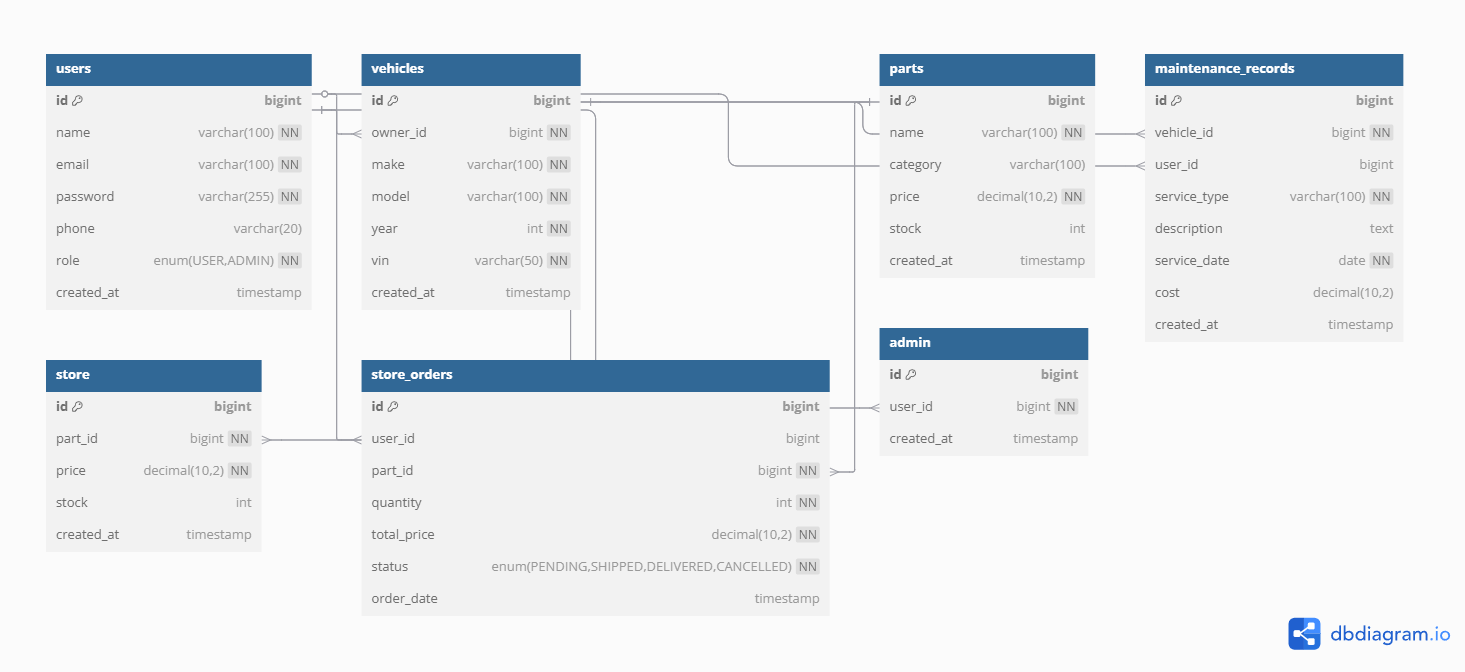 users
id bigint
name varchar(100) NN
email varchar(100) NN
password varchar(255) NN
phone varchar(20)
role enum(USER,ADMIN) NN
created_at timestamp
vehicles
id bigint
owner_id bigint NN
make varchar(100) NN
model varchar(100) NN
year int NN
vin varchar(50) NN
created_at timestamp
parts
id bigint
name varchar(100) NN
category varchar(100)
price decimal(10,2) NN
stock int
created_at timestamp
maintenance_records
id bigint
vehicle_id bigint NN
user_id bigint
service_type varchar(100) NN
description text
service_date date NN
cost decimal(10,2)
created_at timestamp
store
id bigint
part_id bigint NN
price decimal(10,2) NN
stock int
created_at timestamp
store_orders
id bigint
user_id bigint
part_id bigint NN
quantity int NN
total_price decimal(10,2) NN
status enum(PENDING,SHIPPED,DELIVERED,CANCELLED) NN
order_date timestamp
admin
id bigint
user_id bigint NN
created_at timestamp
dbdiagram.io